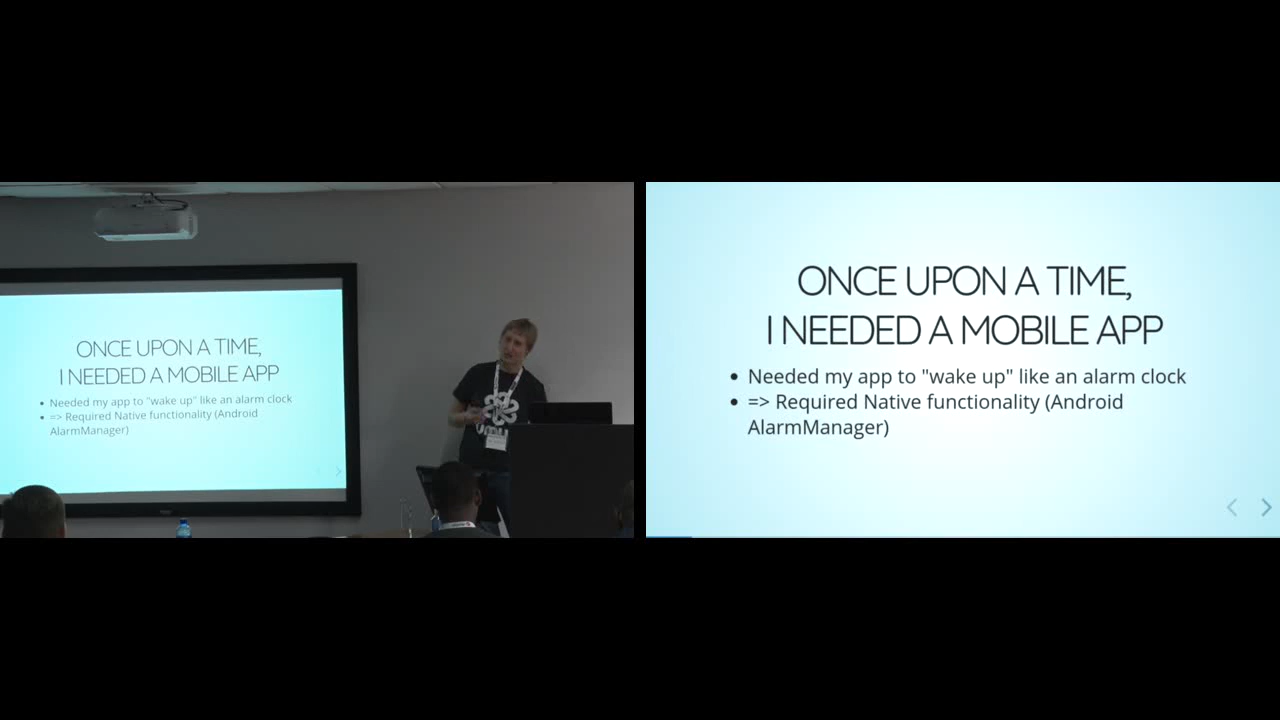 ONCE UPON A TIME,
I NEEDED A MOBILE APP
• Needed my app to "wake up" like an alarm clock
• => Required Native functionality (Android
AlarmManager)
ONCE UPON A TIME,
I NEEDED A MOBILE APP
• Needed my app to "wake up" like an alarm clock
• => Required Native functionality (Android
AlarmManager)